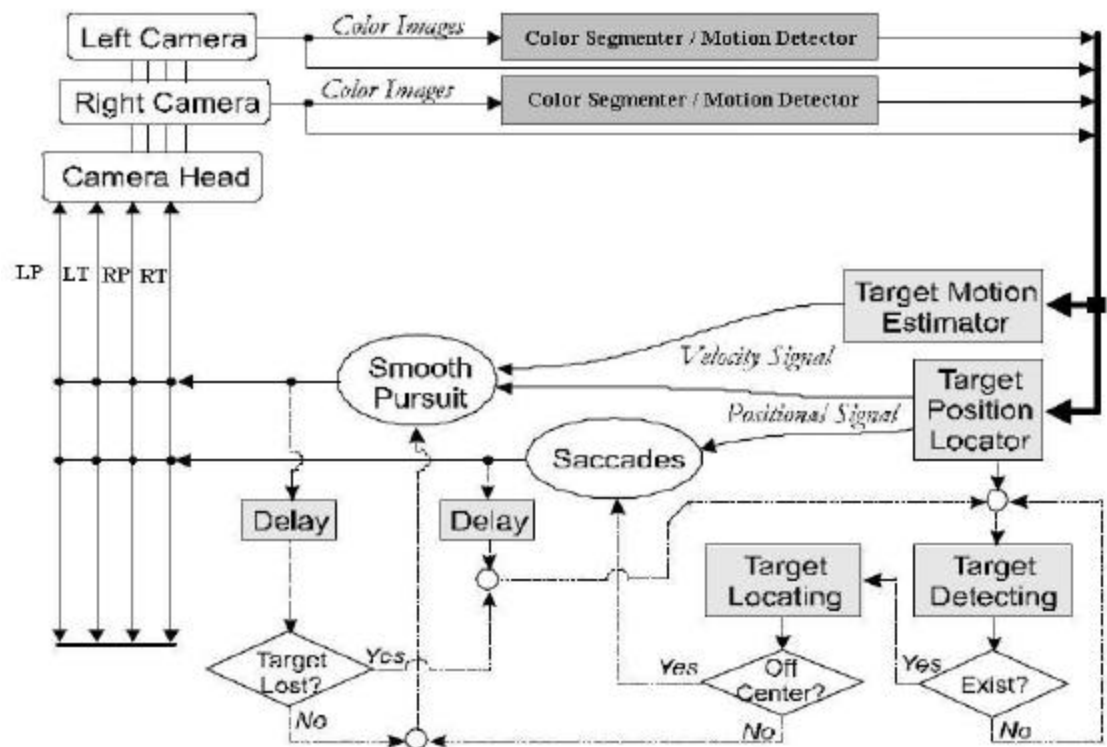 Left Camera
Color Images
Color Segmenter / Motion Detector
Right Camera
Color Images
Color Segmenter / Motion Detector
Camera Head
LP LT RP RT
Target Motion
Estimator
Velocity Signal
Smooth
Pursuit
Target
Position
Locator
Positional Signal
Saccades
Delay
Delay
Target
Locating
Target
Detecting
Target
Lost?
Yes
No
Off
Center?
Yes
No
Exist?
Yes
No